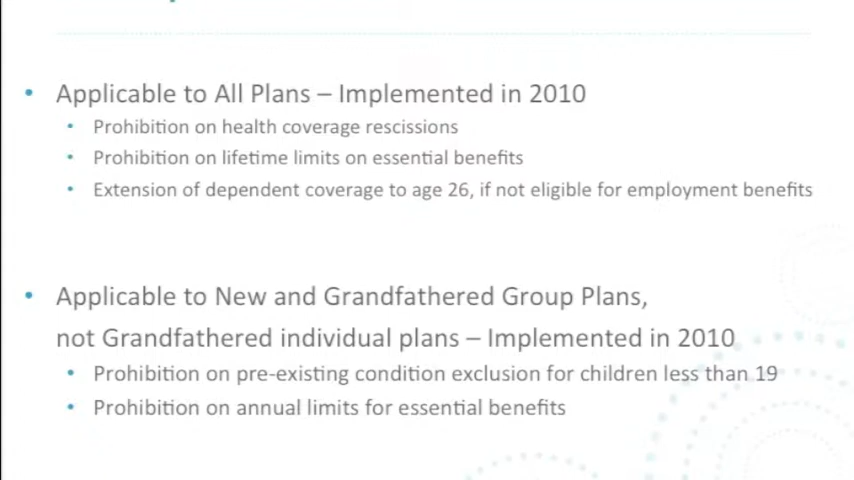 • Applicable to All Plans – Implemented in 2010
• Prohibition on health coverage rescissions
• Prohibition on lifetime limits on essential benefits
• Extension of dependent coverage to age 26, if not eligible for employment benefits
• Applicable to New and Grandfathered Group Plans,
not Grandfathered individual plans – Implemented in 2010
• Prohibition on pre-existing condition exclusion for children less than 19
• Prohibition on annual limits for essential benefits